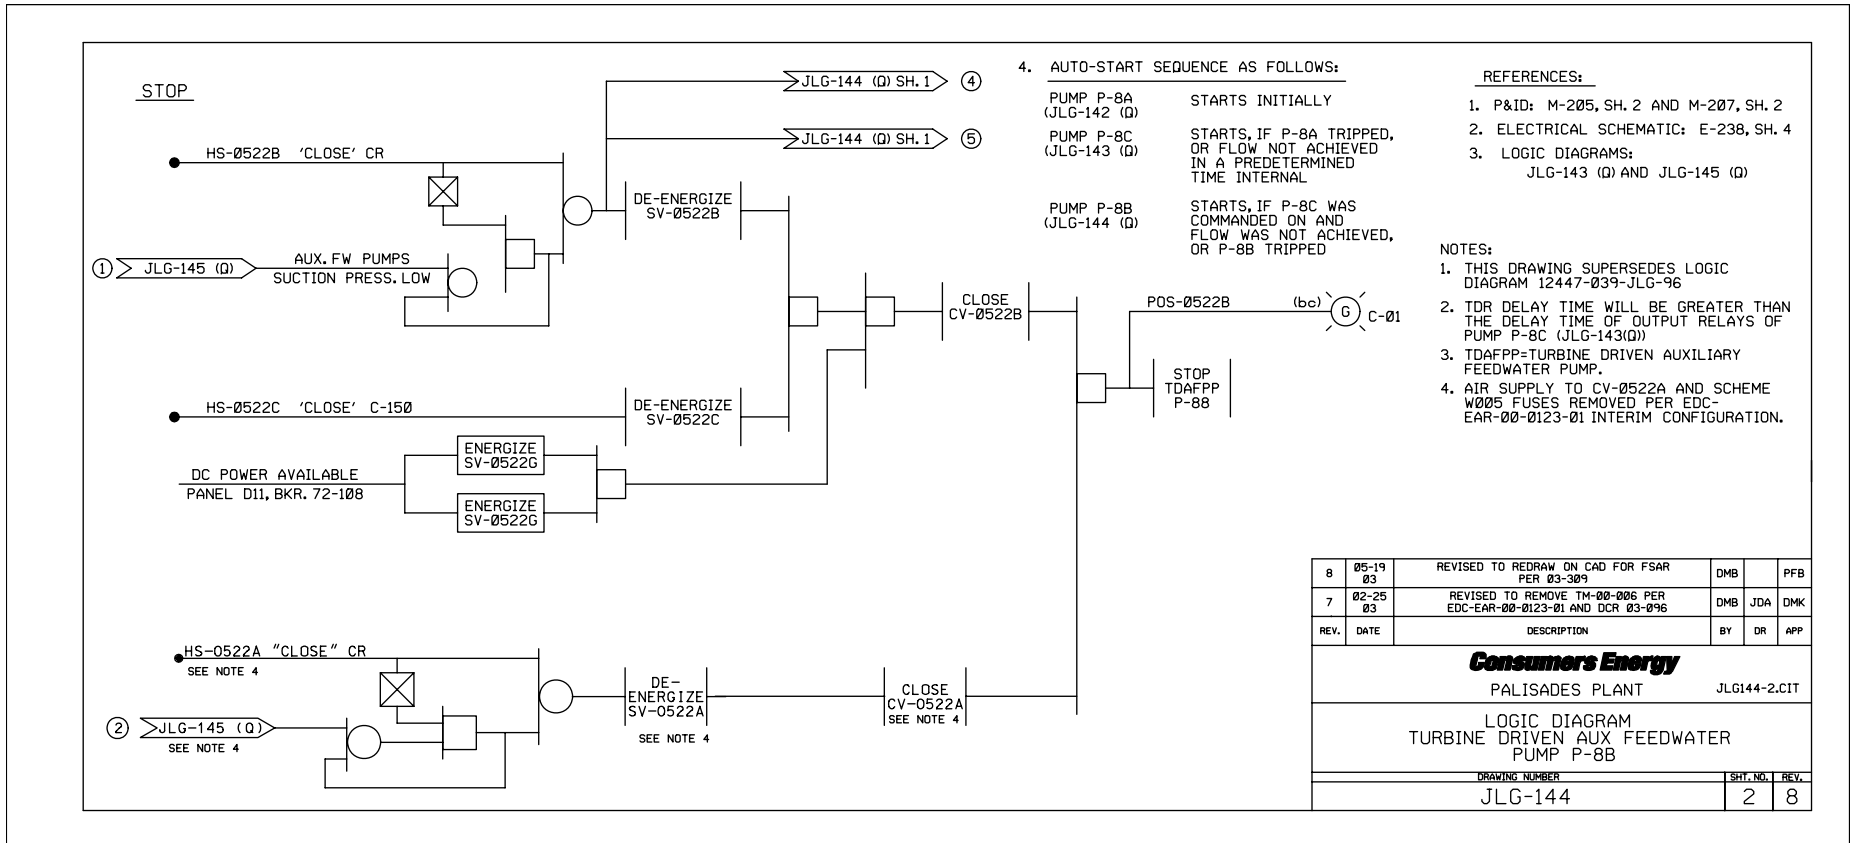 STOP
JLG-144 (Q) SH. 1
4
JLG-144 (Q) SH. 1
5
HS-0522B 'CLOSE' CR
DE-ENERGIZE
SV-0522B
1
JLG-145 (Q)
AUX. FW PUMPS
SUCTION PRESS. LOW
CLOSE
CV-0522B
POS-0522B
(bc)
G
C-01
STOP
TDAFPP
P-88
HS-0522C 'CLOSE' C-150
DE-ENERGIZE
SV-0522C
ENERGIZE
SV-0522G
DC POWER AVAILABLE
PANEL D11, BKR. 72-108
ENERGIZE
SV-0522G
HS-0522A "CLOSE" CR
SEE NOTE 4
DE-
ENERGIZE
SV-0522A
SEE NOTE 4
CLOSE
CV-0522A
SEE NOTE 4
2
JLG-145 (Q)
SEE NOTE 4
4. AUTO-START SEQUENCE AS FOLLOWS:
PUMP P-8A
(JLG-142 (Q)
STARTS INITIALLY
PUMP P-8C
(JLG-143 (Q)
STARTS, IF P-8A TRIPPED,
OR FLOW NOT ACHIEVED
IN A PREDETERMINED
TIME INTERNAL
PUMP P-8B
(JLG-144 (Q)
STARTS, IF P-8C WAS
COMMANDED ON AND
FLOW WAS NOT ACHIEVED,
OR P-8B TRIPPED
REFERENCES:
1. P&ID: M-205, SH. 2 AND M-207, SH. 2
2. ELECTRICAL SCHEMATIC: E-238, SH. 4
3. LOGIC DIAGRAMS:
JLG-143 (Q) AND JLG-145 (Q)
NOTES:
1. THIS DRAWING SUPERSEDES LOGIC
DIAGRAM 12447-039-JLG-96
2. TDR DELAY TIME WILL BE GREATER THAN
THE DELAY TIME OF OUTPUT RELAYS OF
PUMP P-8C (JLG-143(Q))
3. TDAFPP=TURBINE DRIVEN AUXILIARY
FEEDWATER PUMP.
4. AIR SUPPLY TO CV-0522A AND SCHEME
W005 FUSES REMOVED PER EDC-
EAR-00-0123-01 INTERIM CONFIGURATION.
8 05-19 03 REVISED TO REDRAW ON CAD FOR FSAR
PER 03-309 DMB PFB
7 02-25 03 REVISED TO REMOVE TM-00-006 PER
EDC-EAR-00-0123-01 AND DCR 03-096 DMB JDA DMK
REV. DATE DESCRIPTION BY DR APP
Consumers Energy
PALISADES PLANT
JLG144-2.CIT
LOGIC DIAGRAM
TURBINE DRIVEN AUX FEEDWATER
PUMP P-8B
DRAWING NUMBER SHT. NO. REV.
JLG-144 2 8